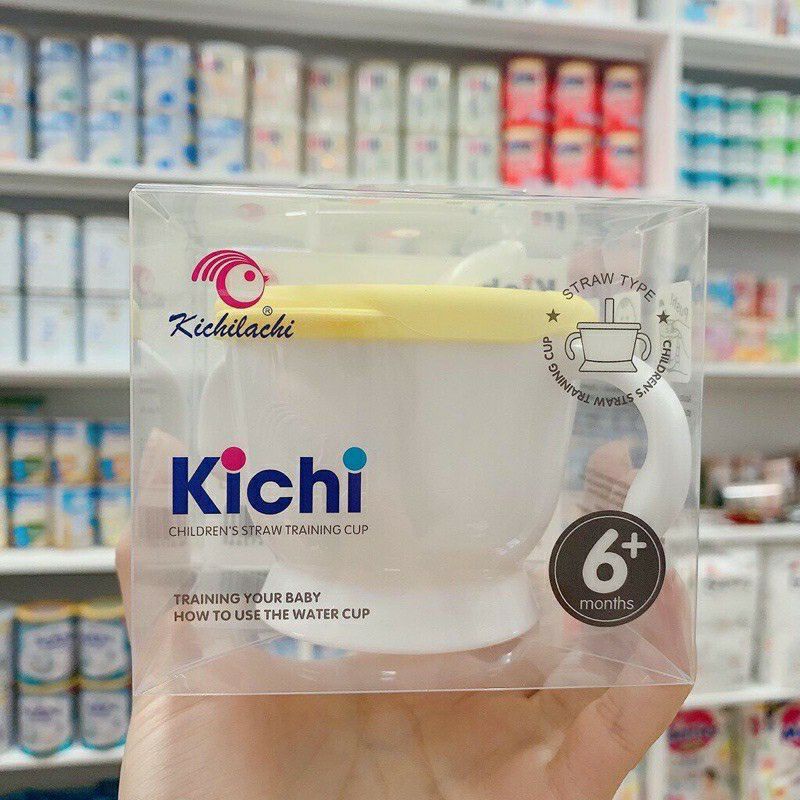 Kichilachi
®
STRAW TYPE
★ CHILDREN'S STRAW TRAINING CUP ★
Kichi
CHILDREN'S STRAW TRAINING CUP
TRAINING YOUR BABY
HOW TO USE THE WATER CUP
6+
months